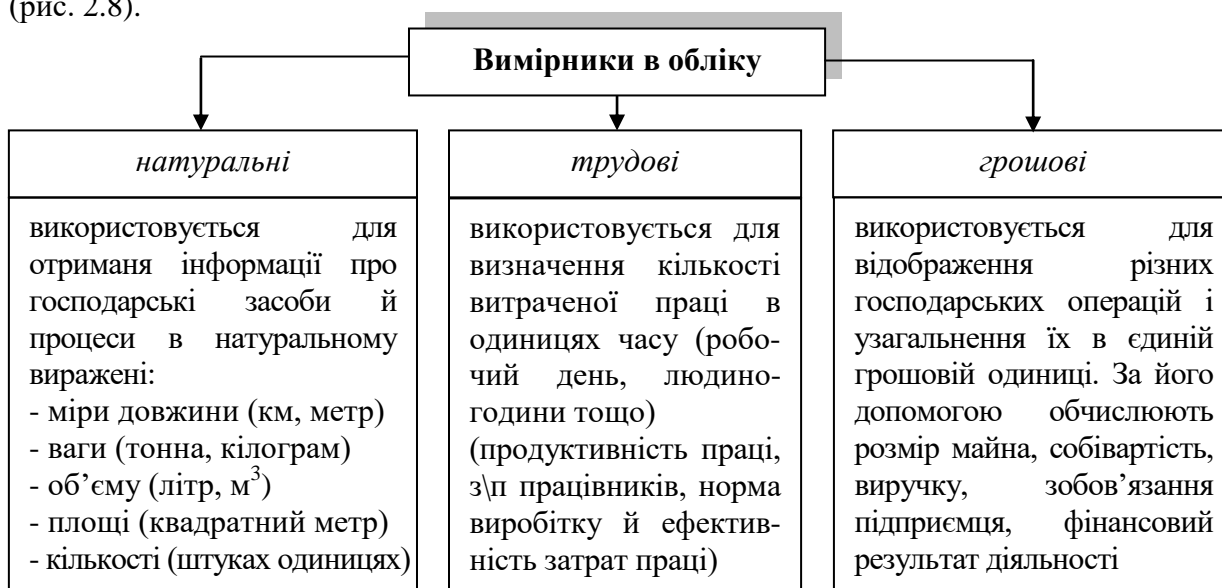 (рис. 2.8).
Вимірники в обліку
натуральні
використовується для
отриманя інформації про
господарські засоби й
процеси в натуральному
виражені:
- міри довжини (км, метр)
- ваги (тонна, кілограм)
- об’єму (літр, м³)
- площі (квадратний метр)
- кількості (штуках одиницях)
трудові
використовується для
визначення кількості
витраченої праці в
одиницях часу (робо-
чий день, людино-
години тощо)
(продуктивність праці,
з\п працівників, норма
виробітку й ефектив-
ність затрат праці)
грошові
використовується для
відображення різних
господарських операцій і
узагальнення їх в єдиній
грошовій одиниці. За його
допомогою обчислюють
розмір майна, собівартість,
виручку, зобов’язання
підприємця, фінансовий
результат діяльності